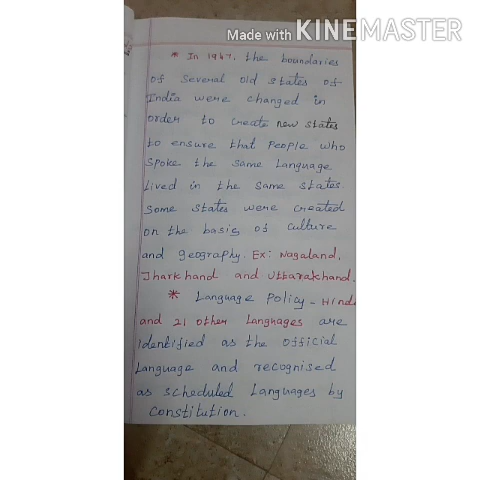 Made with KINEMASTER
* In 1947, the boundaries
of several old states of
India were changed in
order to create new states
to ensure that people who
spoke the same Language
Lived in the same states.
Some states were created
on the basis of culture
and geography. Ex: Nagaland,
Jharkhand and Uttarakhand.
* Language Policy - Hindi
and 21 other Languages are
identified as the official
Language and recognised
as scheduled Languages by
constitution.